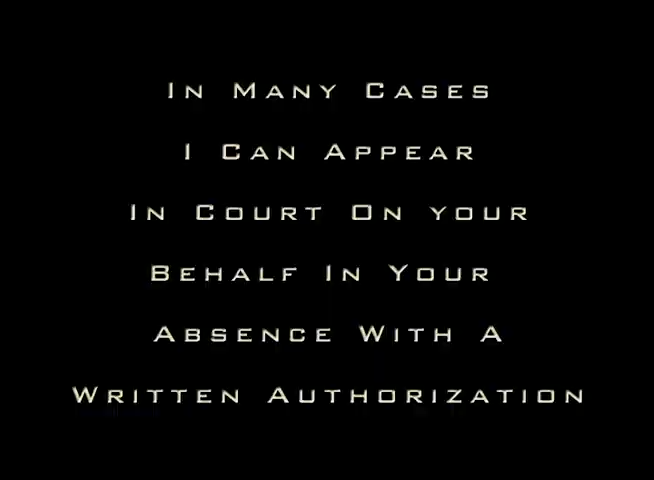 In Many Cases
I Can Appear
In Court On your
Behalf In Your
Absence With A
Written Authorization